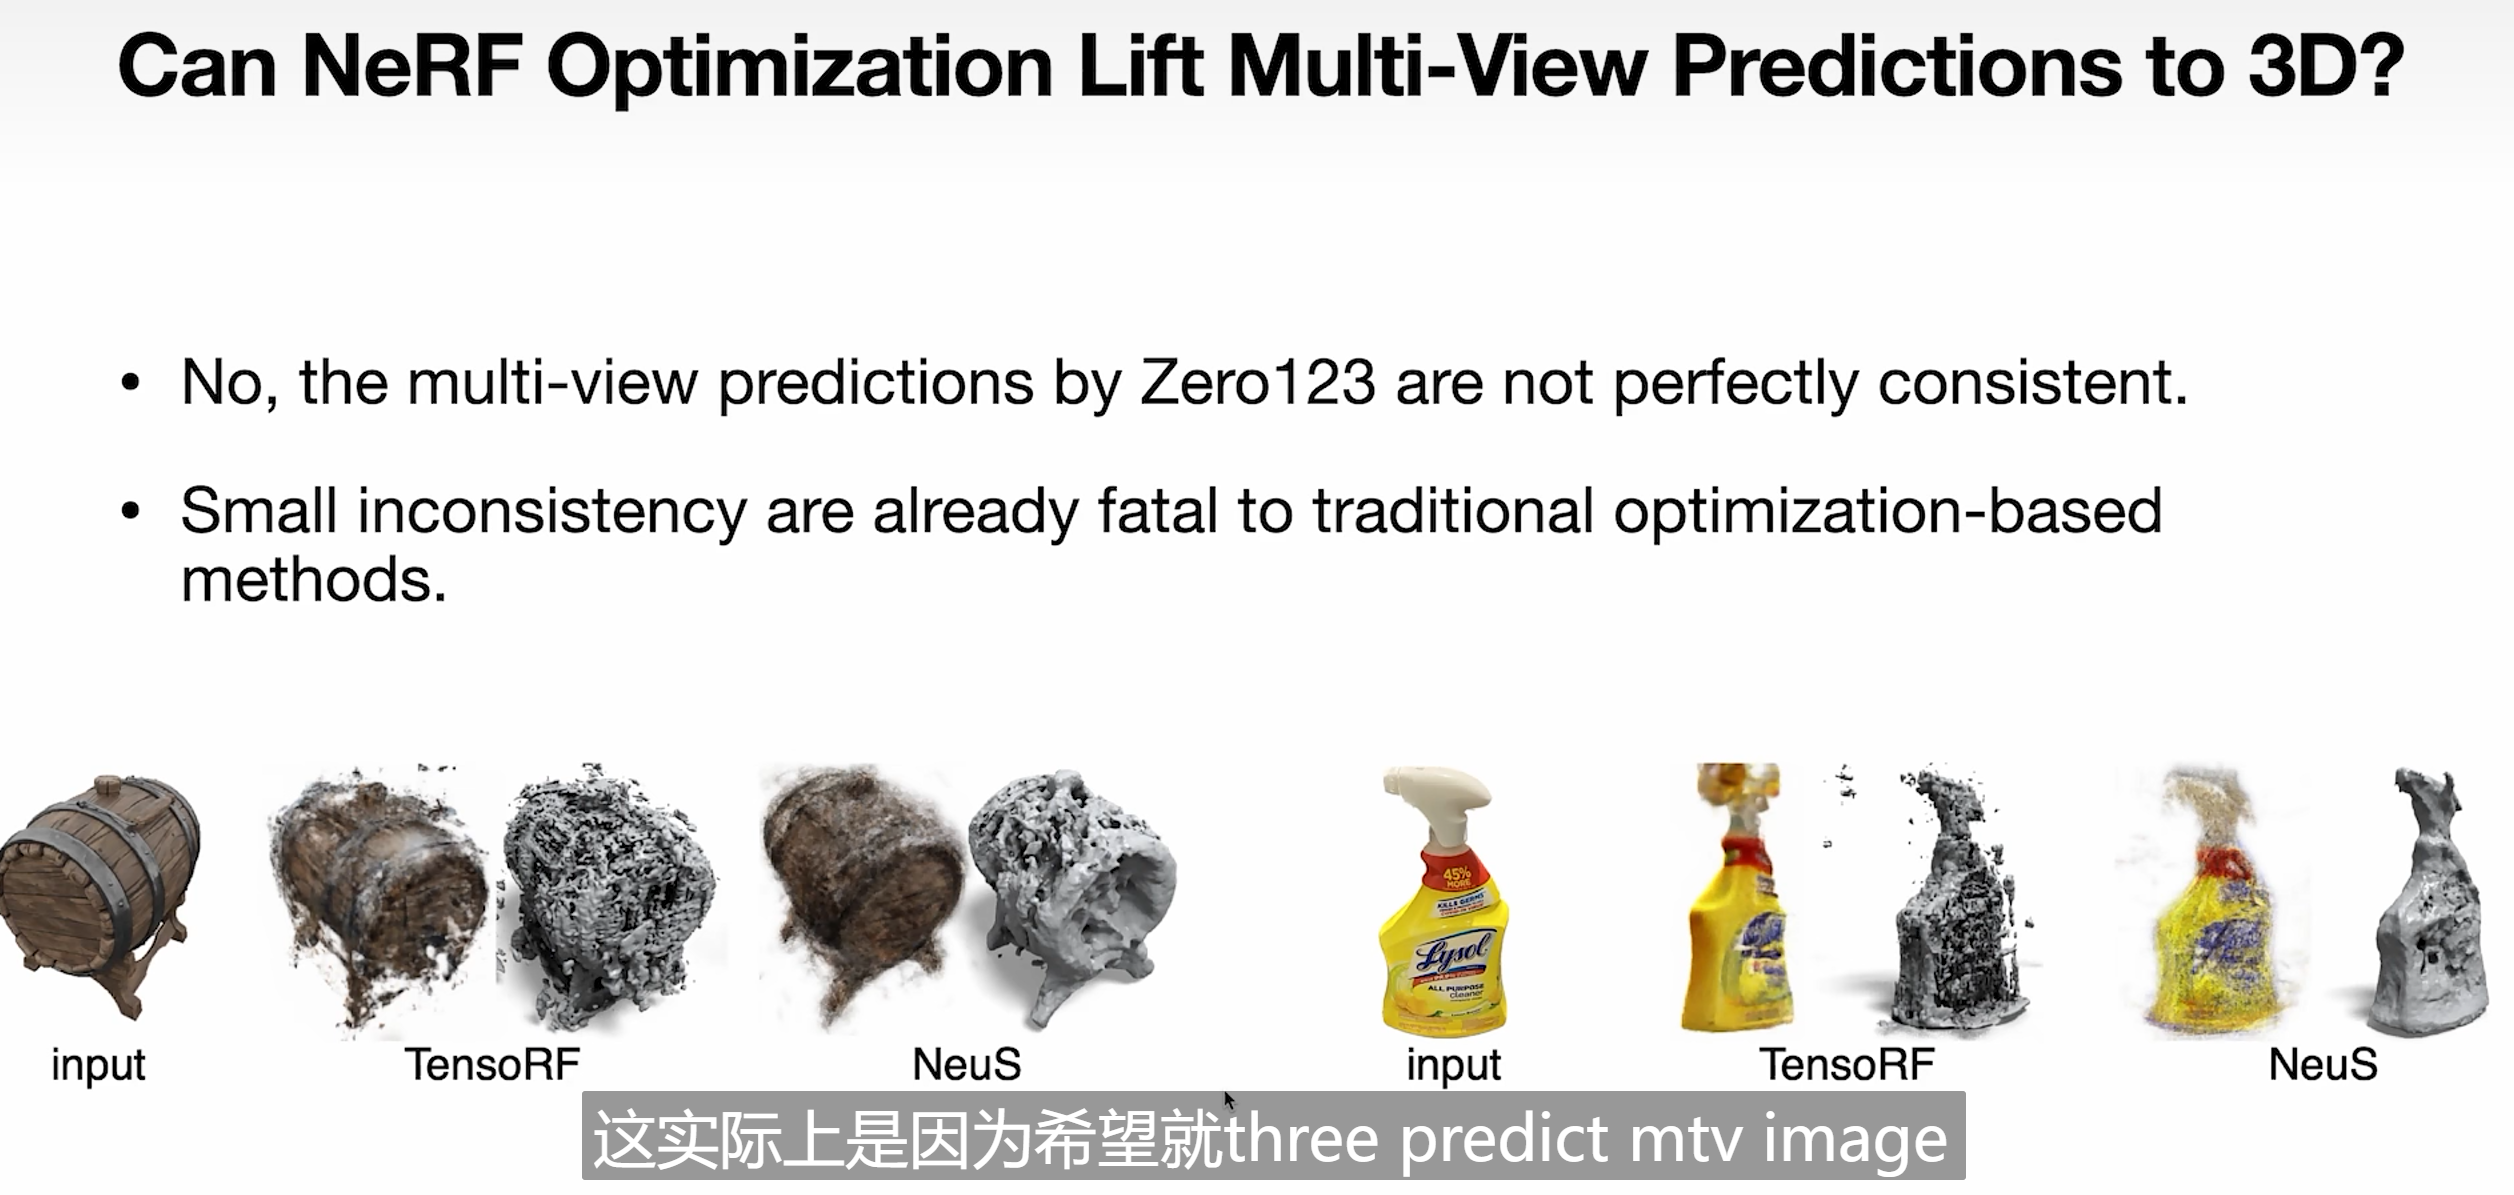 Can NeRF Optimization Lift Multi-View Predictions to 3D?
• No, the multi-view predictions by Zero123 are not perfectly consistent.
• Small inconsistency are already fatal to traditional optimization-based
methods.
45%
MORE
KILLS GERMS
Lysol
ALL PURPOSE
cleaner
input
TensoRF
NeuS
input
TensoRF
NeuS
这实际上是因为希望就three predict mtv image